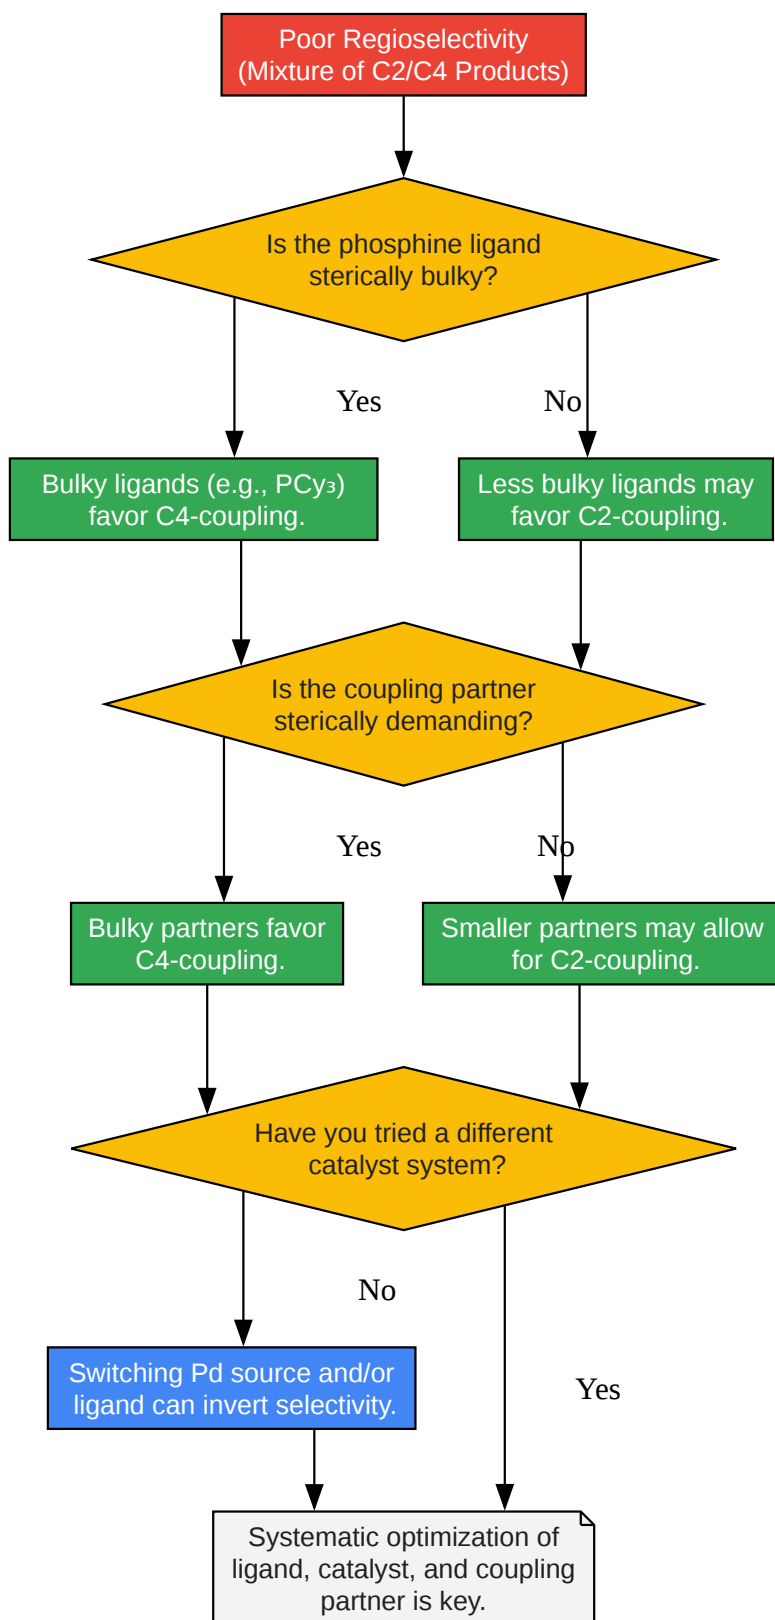 Poor Regioselectivity
(Mixture of C2/C4 Products)
Is the phosphine ligand
sterically bulky?
Yes
No
Bulky ligands (e.g., PCy₃)
favor C4-coupling.
Less bulky ligands may
favor C2-coupling.
Is the coupling partner
sterically demanding?
Yes
No
Bulky partners favor
C4-coupling.
Smaller partners may allow
for C2-coupling.
Have you tried a different
catalyst system?
No
Switching Pd source and/or
ligand can invert selectivity.
Yes
Systematic optimization of
ligand, catalyst, and coupling
partner is key.